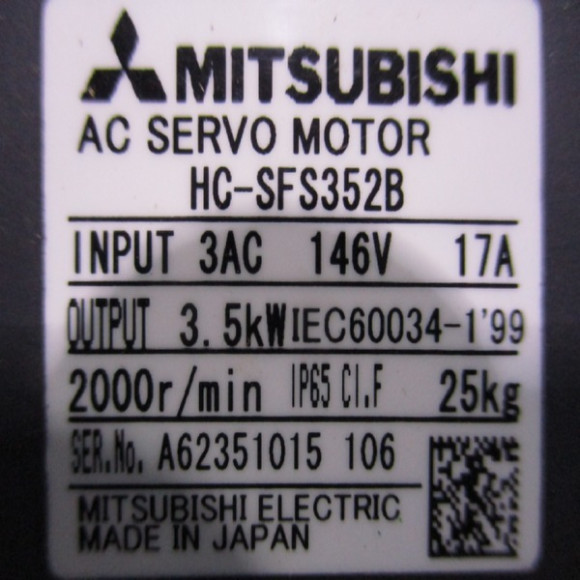 MITSUBISHI
AC SERVO MOTOR
HC-SFS352B
INPUT 3AC 146V 17A
OUTPUT 3.5kW IEC60034-1'99
2000r/min IP65 CI.F 25kg
SER.No. A62351015 106
MITSUBISHI ELECTRIC
MADE IN JAPAN